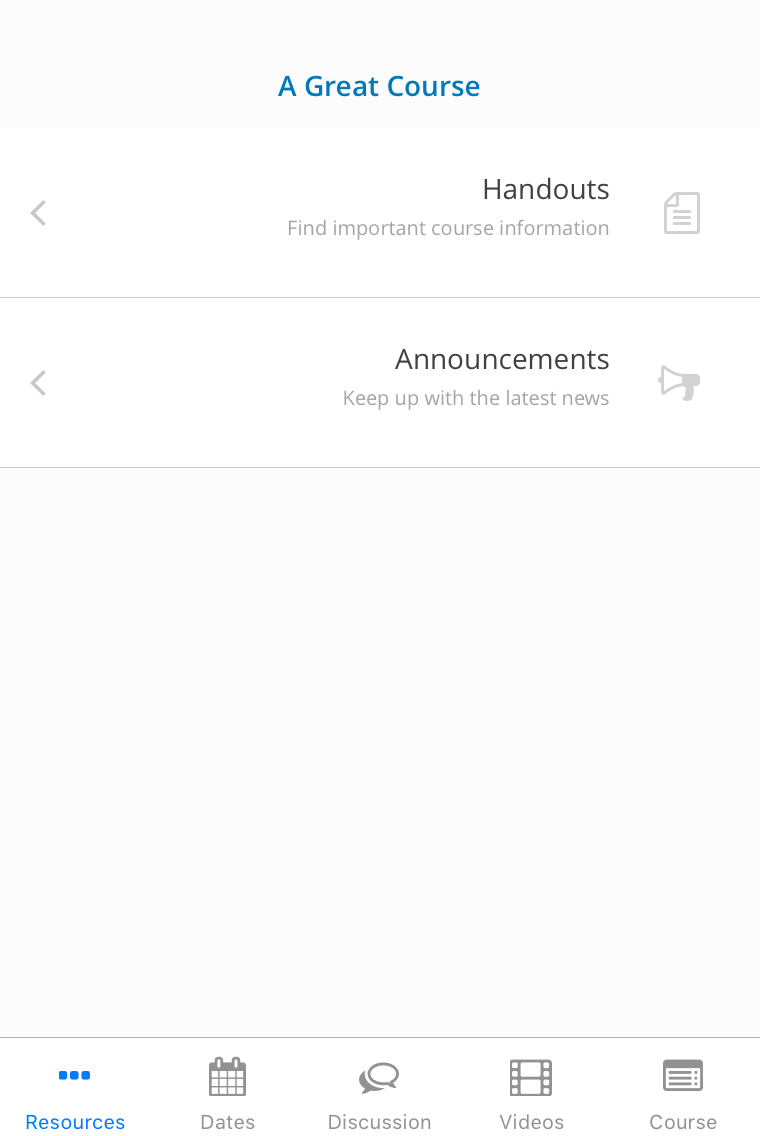 A Great Course
Handouts
Find important course information
Announcements
Keep up with the latest news
Resources
Dates
Discussion
Videos
Course